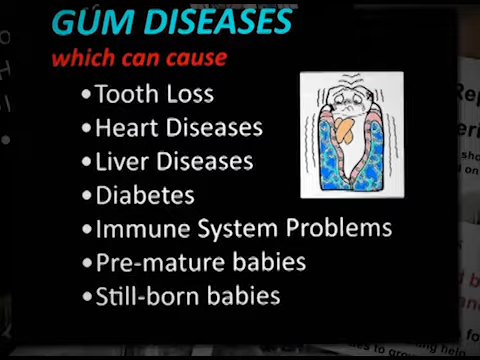 GUM DISEASES
which can cause
•Tooth Loss
•Heart Diseases
•Liver Diseases
•Diabetes
•Immune System Problems
•Pre-mature babies
•Still-born babies